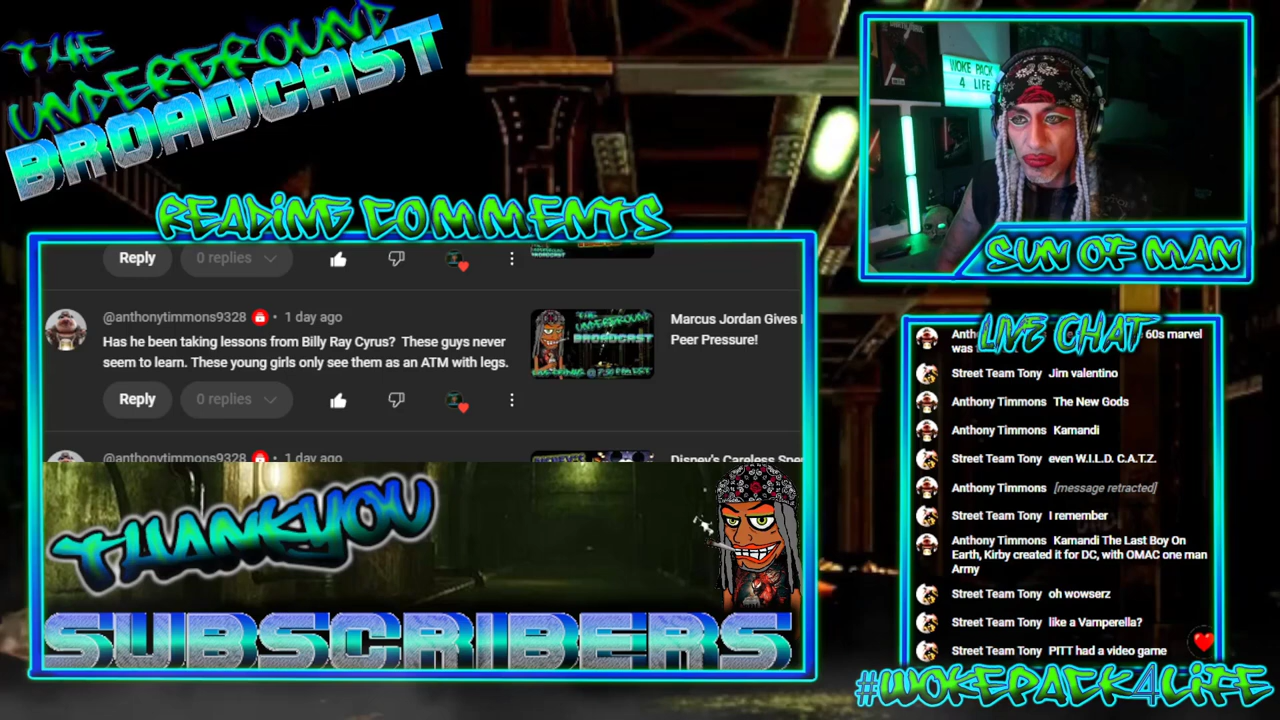 THE
UNDERGROUND
BROADCAST
WOKE PACK
4 LIFE
READING COMMENTS
SUN OF MAN
Reply
0 replies
@anthonytimmons9328 • 1 day ago
Has he been taking lessons from Billy Ray Cyrus? These guys never
seem to learn. These young girls only see them as an ATM with legs.
THE
UNDERGROUND
BROADCAST
Marcus Jordan Gives
Peer Pressure!
Reply
0 replies
@anthonytimmons9328 • 1 day ago
Disney's Careless
THANKYOU
SUBSCRIBERS
LIVE CHAT
60s marvel
was
Street Team Tony Jim valentino
Anthony Timmons The New Gods
Anthony Timmons Kamandi
Street Team Tony even W.I.L.D. C.A.T.Z.
Anthony Timmons [message retracted]
Street Team Tony I remember
Anthony Timmons Kamandi The Last Boy On
Earth, Kirby created it for DC, with OMAC one man
Army
Street Team Tony oh wowserz
Street Team Tony like a Vamperella?
Street Team Tony PITT had a video game
#WOKEPACK4LIFE